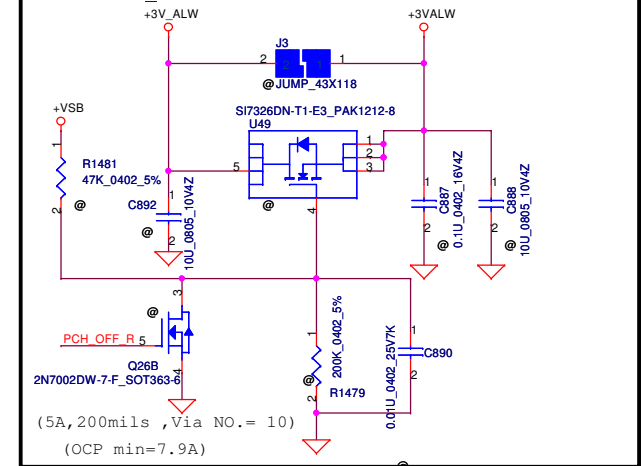 +3V_ALW
+3VALW
J3
2 2 1 1
@ JUMP_43X118
+VSB
SI7326DN-T1-E3_PAK1212-8
U49
1
R1481
47K_0402_5%
2
@
5
1
2
3
4
@
C892
1
2
@
10U_0805_10V4Z
1
C887
2
@
0.1U_0402_16V4Z
1
C888
2
@
10U_0805_10V4Z
3
@
PCH_OFF_R 5
Q26B
4
2N7002DW-7-F_SOT363-6
1
200K_0402_5%
@
2
R1479
1
C890
2
0.01U_0402_25V7K
(5A,200mils ,Via NO.= 10)
(OCP min=7.9A)
@